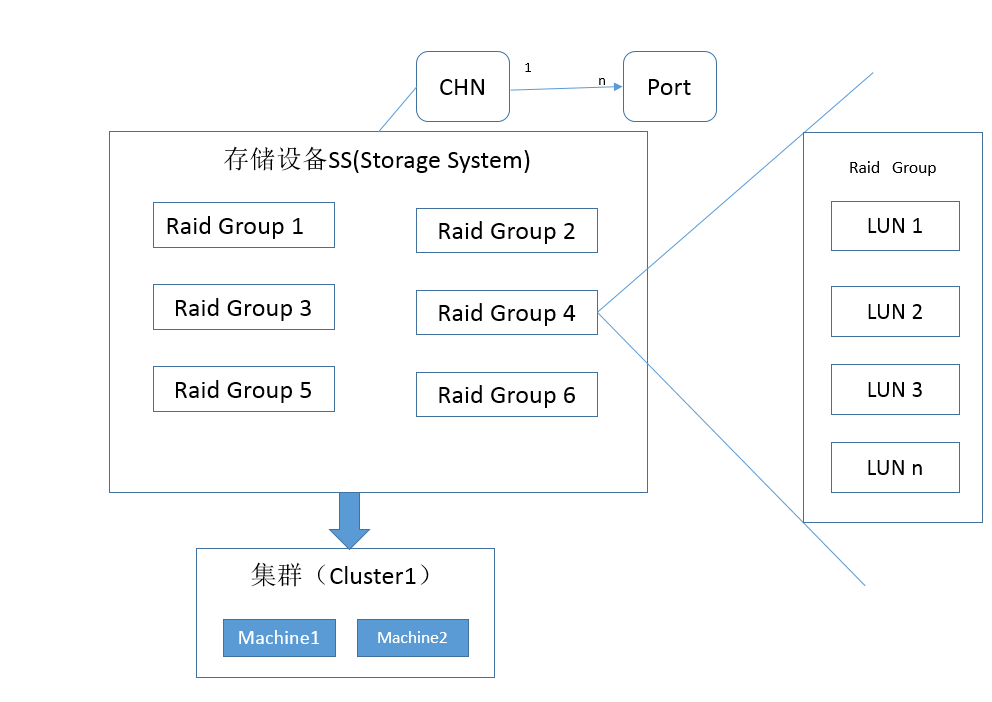 CHN
1
n
Port
存储设备SS(Storage System)
Raid Group 1
Raid Group 2
Raid Group 3
Raid Group 4
Raid Group 5
Raid Group 6
Raid Group
LUN 1
LUN 2
LUN 3
LUN n
集群（Cluster1）
Machine1
Machine2